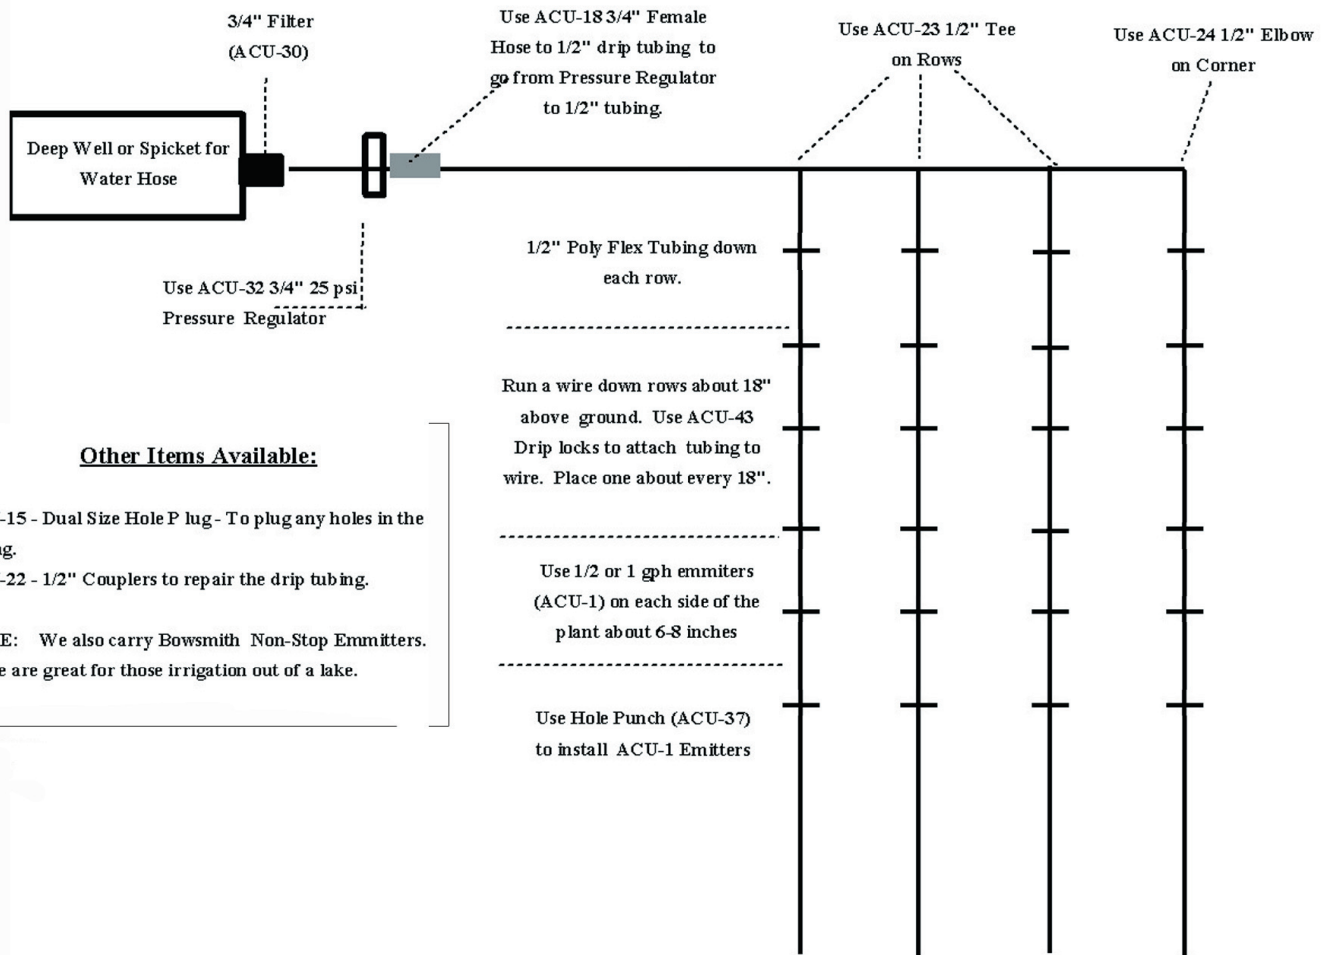 3/4" Filter
(ACU-30)
Use ACU-18 3/4" Female
Hose to 1/2" drip tubing to
go from Pressure Regulator
to 1/2" tubing.
Use ACU-23 1/2" Tee
on Rows
Use ACU-24 1/2" Elbow
on Corner
Deep Well or Spicket for
Water Hose
Use ACU-32 3/4" 25 psi
Pressure Regulator
1/2" Poly Flex Tubing down
each row.
Run a wire down rows about 18"
above ground. Use ACU-43
Drip locks to attach tubing to
wire. Place one about every 18".
Use 1/2 or 1 gph emmiters
(ACU-1) on each side of the
plant about 6-8 inches
Use Hole Punch (ACU-37)
to install ACU-1 Emitters
Other Items Available:
-15 - Dual Size Hole Plug - To plug any holes in the
g.
-22 - 1/2" Couplers to repair the drip tubing.
E: We also carry Bowsmith Non-Stop Emmitters.
e are great for those irrigation out of a lake.